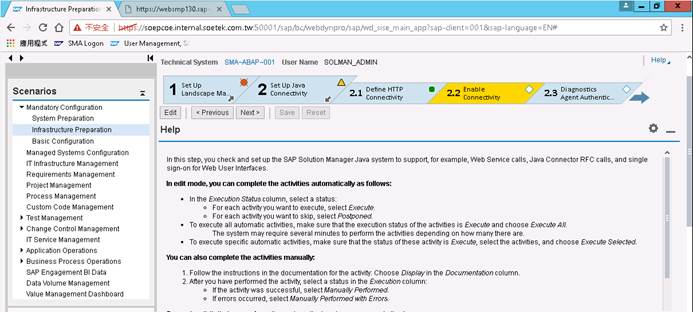 Infrastructure Preparation
https://websmp130.sap-
不安全
https://soepcoe.internal.soetek.com.tw:50001/sap/bc/webdynpro/sap/wd_sise_main_app?sap-client=001&sap-language=EN#
應用程式
SMA Logon
User Management, S
Technical System SMA~ABAP~001 User Name SOLMAN_ADMIN
Help
Scenarios
Mandatory Configuration
System Preparation
Infrastructure Preparation
Basic Configuration
Managed Systems Configuration
IT Infrastructure Management
Requirements Management
Project Management
Process Management
Custom Code Management
Test Management
Change Control Management
IT Service Management
Application Operations
Business Process Operations
SAP Engagement BI Data
Data Volume Management
Value Management Dashboard
1 Set Up Landscape Ma...
2 Set Up Java Connectivity
2.1 Define HTTP Connectivity
2.2 Enable Connectivity
2.3 Diagnostics Agent Authentic...
Edit < Previous Next > Save Reset
Help
In this step, you check and set up the SAP Solution Manager Java system to support, for example, Web Service calls, Java Connector RFC calls, and single
sign-on for Web User Interfaces.
In edit mode, you can complete the activities automatically as follows:
• In the Execution Status column, select a status:
• For each activity you want to execute, select Execute.
• For each activity you want to skip, select Postponed.
• To execute all automatic activities, make sure that the execution status of the activities is Execute and choose Execute All.
The system may require several minutes to perform the activities depending on how many there are.
• To execute specific automatic activities, make sure that the status of these activity is Execute, select the activities, and choose Execute Selected.
You can also complete the activities manually:
1. Follow the instructions in the documentation for the activity: Choose Display in the Documentation column.
2. After you have performed the activity, select a status in the Execution column:
• If the activity was successful, select Manually Performed.
• If errors occurred, select Manually Performed with Errors.